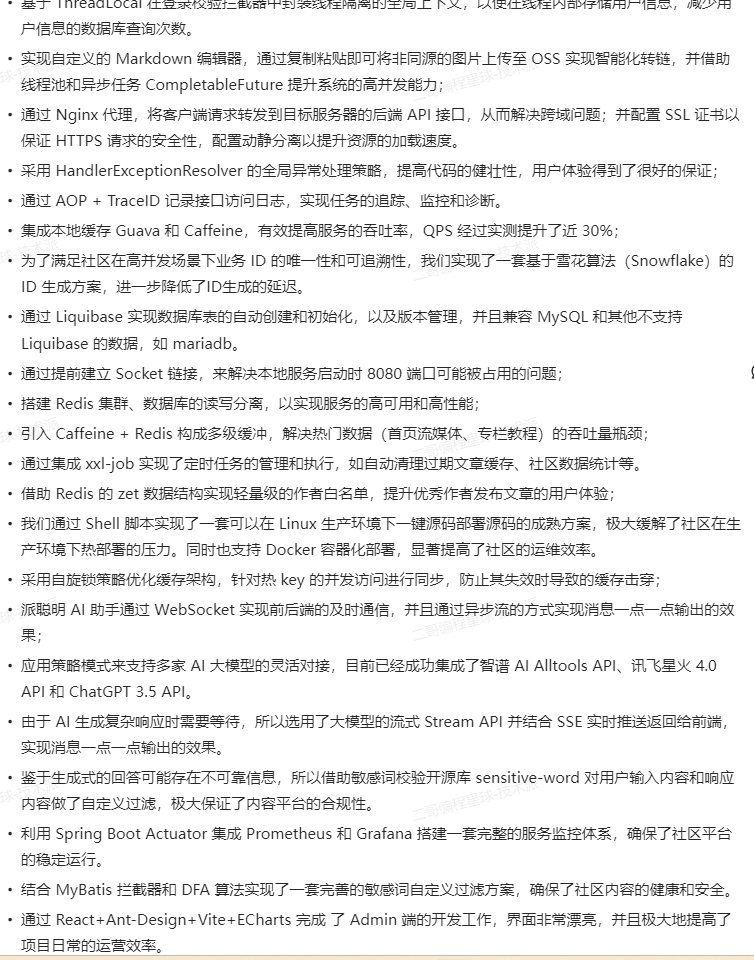 • 基于 ThreadLocal 在登录校验拦截器中封装线程隔离的全局上下文，以便在线程内部存储用户信息，减少用
户信息的数据库查询次数。
• 实现自定义的 Markdown 编辑器，通过复制粘贴即可将非同源的图片上传至 OSS 实现智能化转链，并借助
线程池和异步任务 CompletableFuture 提升系统的高并发能力；
• 通过 Nginx 代理，将客户端请求转发到目标服务器的后端 API 接口，从而解决跨域问题；并配置 SSL 证书以
保证 HTTPS 请求的安全性，配置动静分离以提升资源的加载速度。
• 采用 HandlerExceptionResolver 的全局异常处理策略，提高代码的健壮性，用户体验得到了很好的保证；
• 通过 AOP + TraceID 记录接口访问日志，实现任务的追踪、监控和诊断。
• 集成本地缓存 Guava 和 Caffeine，有效提高服务的吞吐率，QPS 经过实测提升了近 30%；
• 为了满足社区在高并发场景下业务 ID 的唯一性和可追溯性，我们实现了一套基于雪花算法（Snowflake）的
ID 生成方案，进一步降低了ID生成的延迟。
• 通过 Liquibase 实现数据库表的自动创建和初始化，以及版本管理，并且兼容 MySQL 和其他不支持
Liquibase 的数据，如 mariadb。
• 通过提前建立 Socket 链接，来解决本地服务启动时 8080 端口可能被占用的问题；
• 搭建 Redis 集群、数据库的读写分离，以实现服务的高可用和高性能；
• 引入 Caffeine + Redis 构成多级缓冲，解决热门数据（首页流媒体、专栏教程）的吞吐量瓶颈；
• 通过集成 xxl-job 实现了定时任务的管理和执行，如自动清理过期文章缓存、社区数据统计等。
• 借助 Redis 的 zet 数据结构实现轻量级的作者白名单，提升优秀作者发布文章的用户体验；
• 我们通过 Shell 脚本实现了一套可以在 Linux 生产环境下一键源码部署源码的成熟方案，极大缓解了社区在生
产环境下热部署的压力。同时也支持 Docker 容器化部署，显著提高了社区的运维效率。
• 采用自旋锁策略优化缓存架构，针对热 key 的并发访问进行同步，防止其失效时导致的缓存击穿；
• 派聪明 AI 助手通过 WebSocket 实现前后端的及时通信，并且通过异步流的方式实现消息一点一点输出的效
果；
• 应用策略模式来支持多家 AI 大模型的灵活对接，目前已经成功集成了智谱 AI Alltools API、讯飞星火 4.0
API 和 ChatGPT 3.5 API。
• 由于 AI 生成复杂响应时需要等待，所以选用了大模型的流式 Stream API 并结合 SSE 实时推送返回给前端，
实现消息一点一点输出的效果。
• 鉴于生成式的回答可能存在不可靠信息，所以借助敏感词校验开源库 sensitive-word 对用户输入内容和响应
内容做了自定义过滤，极大保证了内容平台的合规性。
• 利用 Spring Boot Actuator 集成 Prometheus 和 Grafana 搭建一套完整的服务监控体系，确保了社区平台
的稳定运行。
• 结合 MyBatis 拦截器和 DFA 算法实现了一套完善的敏感词自定义过滤方案，确保了社区内容的健康和安全。
• 通过 React+Ant-Design+Vite+ECharts 完成 了 Admin 端的开发工作，界面非常漂亮，并且极大地提高了
项目日常的运营效率。